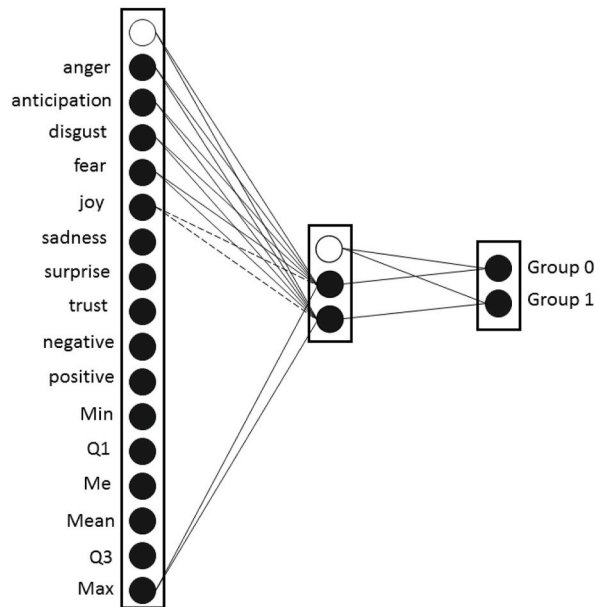 anger
anticipation
disgust
fear
joy
sadness
surprise
trust
negative
positive
Min
Q1
Me
Mean
Q3
Max
Group 0
Group 1